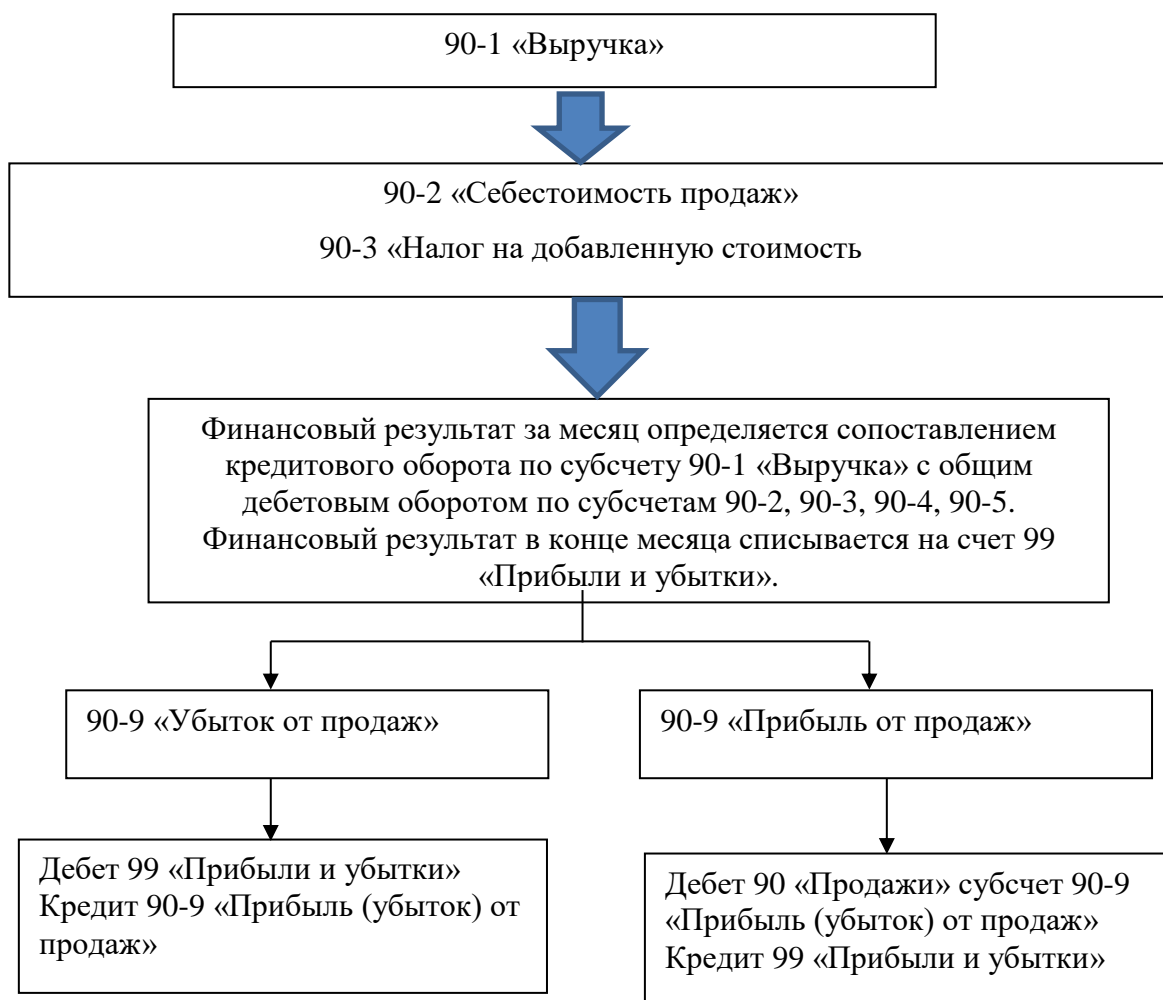 90-1 «Выручка»
90-2 «Себестоимость продаж»
90-3 «Налог на добавленную стоимость
Финансовый результат за месяц определяется сопоставлением
кредитового оборота по субсчету 90-1 «Выручка» с общим
дебетовым оборотом по субсчетам 90-2, 90-3, 90-4, 90-5.
Финансовый результат в конце месяца списывается на счет 99
«Прибыли и убытки».
90-9 «Убыток от продаж»
90-9 «Прибыль от продаж»
Дебет 99 «Прибыли и убытки»
Кредит 90-9 «Прибыль (убыток) от
продаж»
Дебет 90 «Продажи» субсчет 90-9
«Прибыль (убыток) от продаж»
Кредит 99 «Прибыли и убытки»